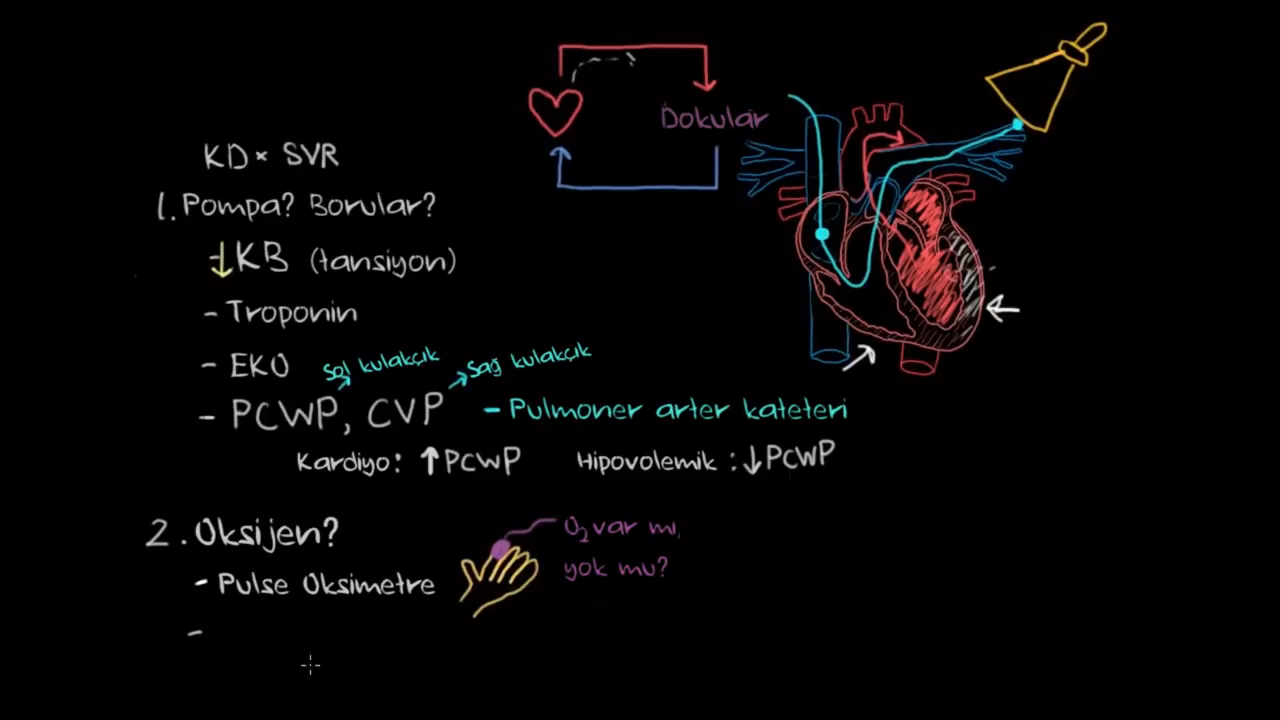 Dokular
KD × SVR
1. Pompa? Borular?
↓KB (tansiyon)
- Troponin
- EKO
Sol kulakçık
Sağ kulakçık
- PCWP, CVP
- Pulmoner arter kateteri
Kardiyo: ↑PCWP
Hipovolemik: ↓PCWP
2. Oksijen?
- Pulse Oksimetre
O₂ var mı,
yok mu?
-